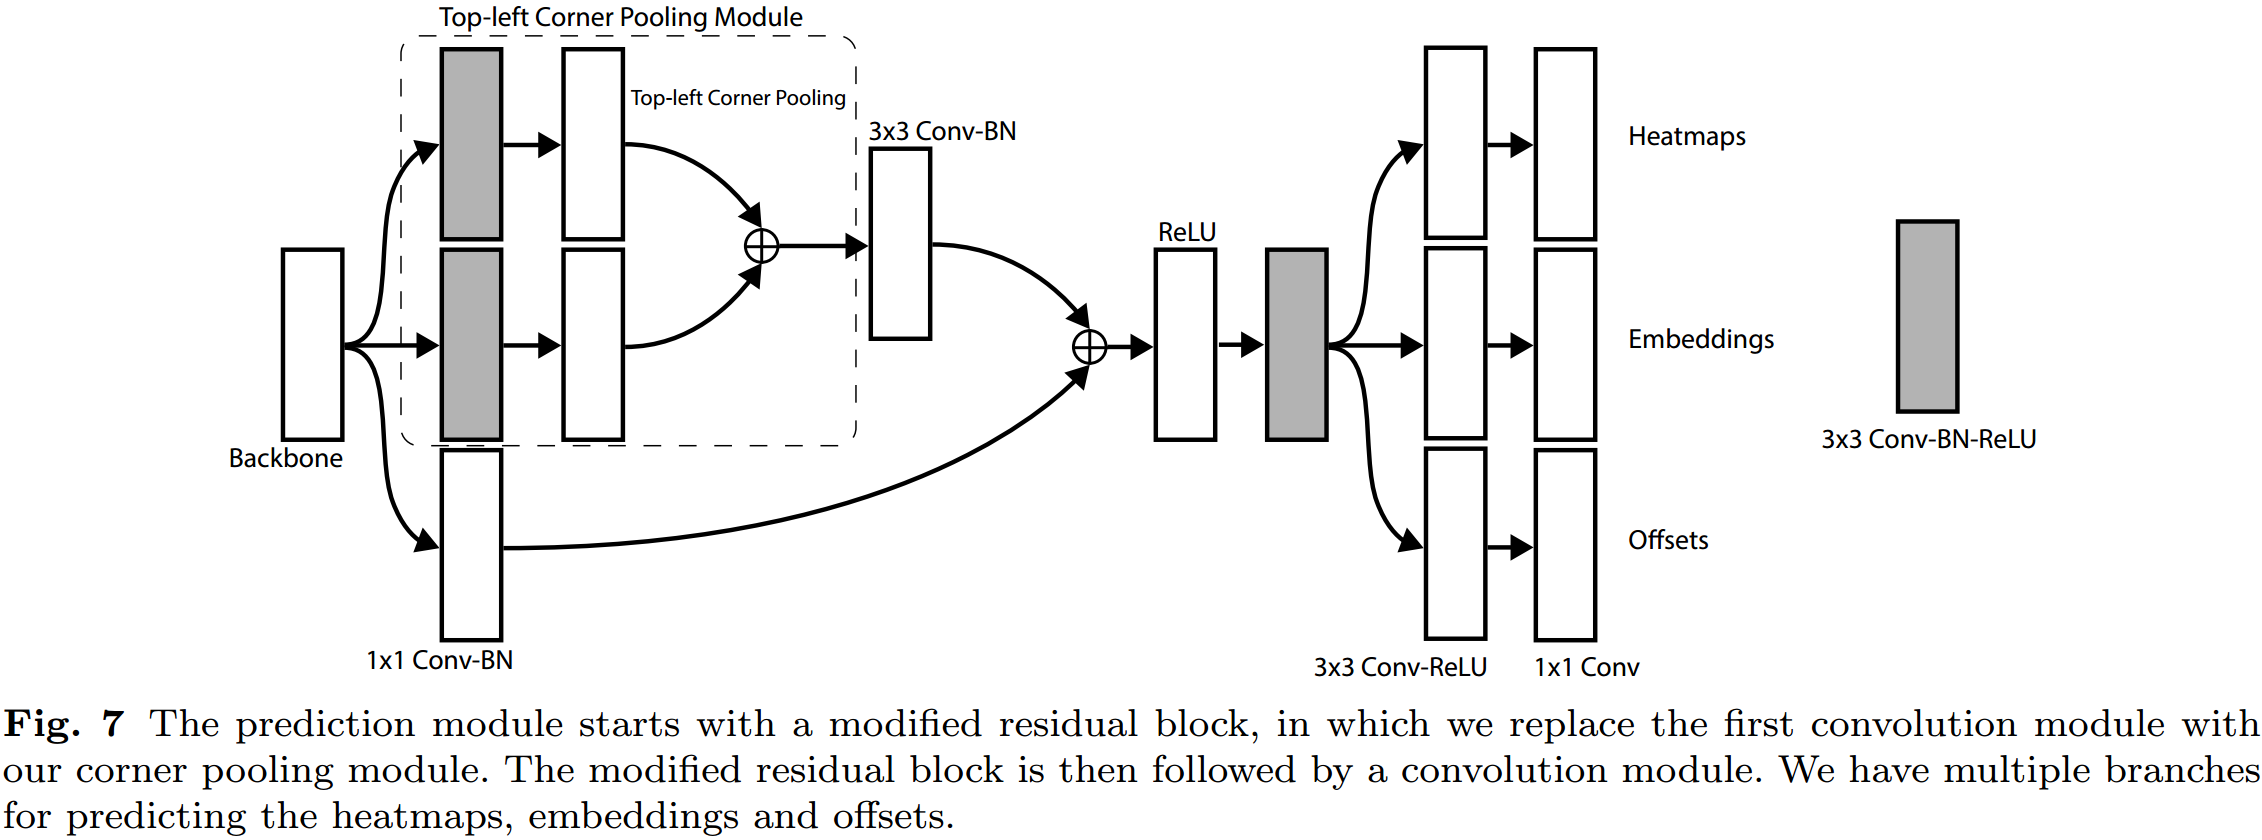 Top-left Corner Pooling Module
Top-left Corner Pooling
3x3 Conv-BN
ReLU
Backbone
1x1 Conv-BN
Heatmaps
Embeddings
Offsets
3x3 Conv-ReLU
1x1 Conv
3x3 Conv-BN-ReLU
Fig. 7 The prediction module starts with a modified residual block, in which we replace the first convolution module with
our corner pooling module. The modified residual block is then followed by a convolution module. We have multiple branches
for predicting the heatmaps, embeddings and offsets.